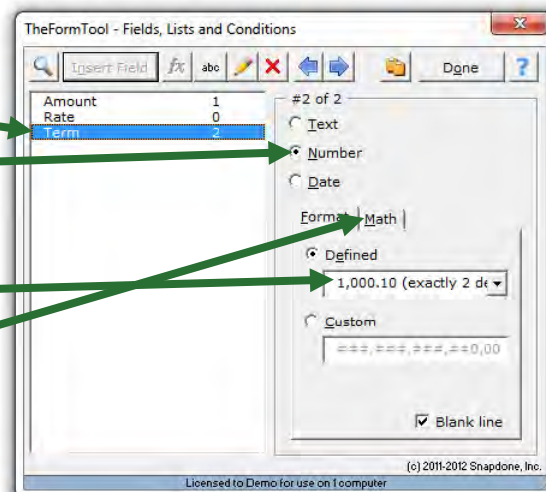 TheFormTool - Fields, Lists and Conditions
Insert Field
fx
abc
Done
?
Amount 1
Rate 0
Term 2
#2 of 2
Text
Number
Date
Format
Math
Defined
1,000.10 (exactly 2 de
Custom
Blank line
(c) 2011-2012 Snapdone, Inc.
Licensed to Demo for use on 1 computer